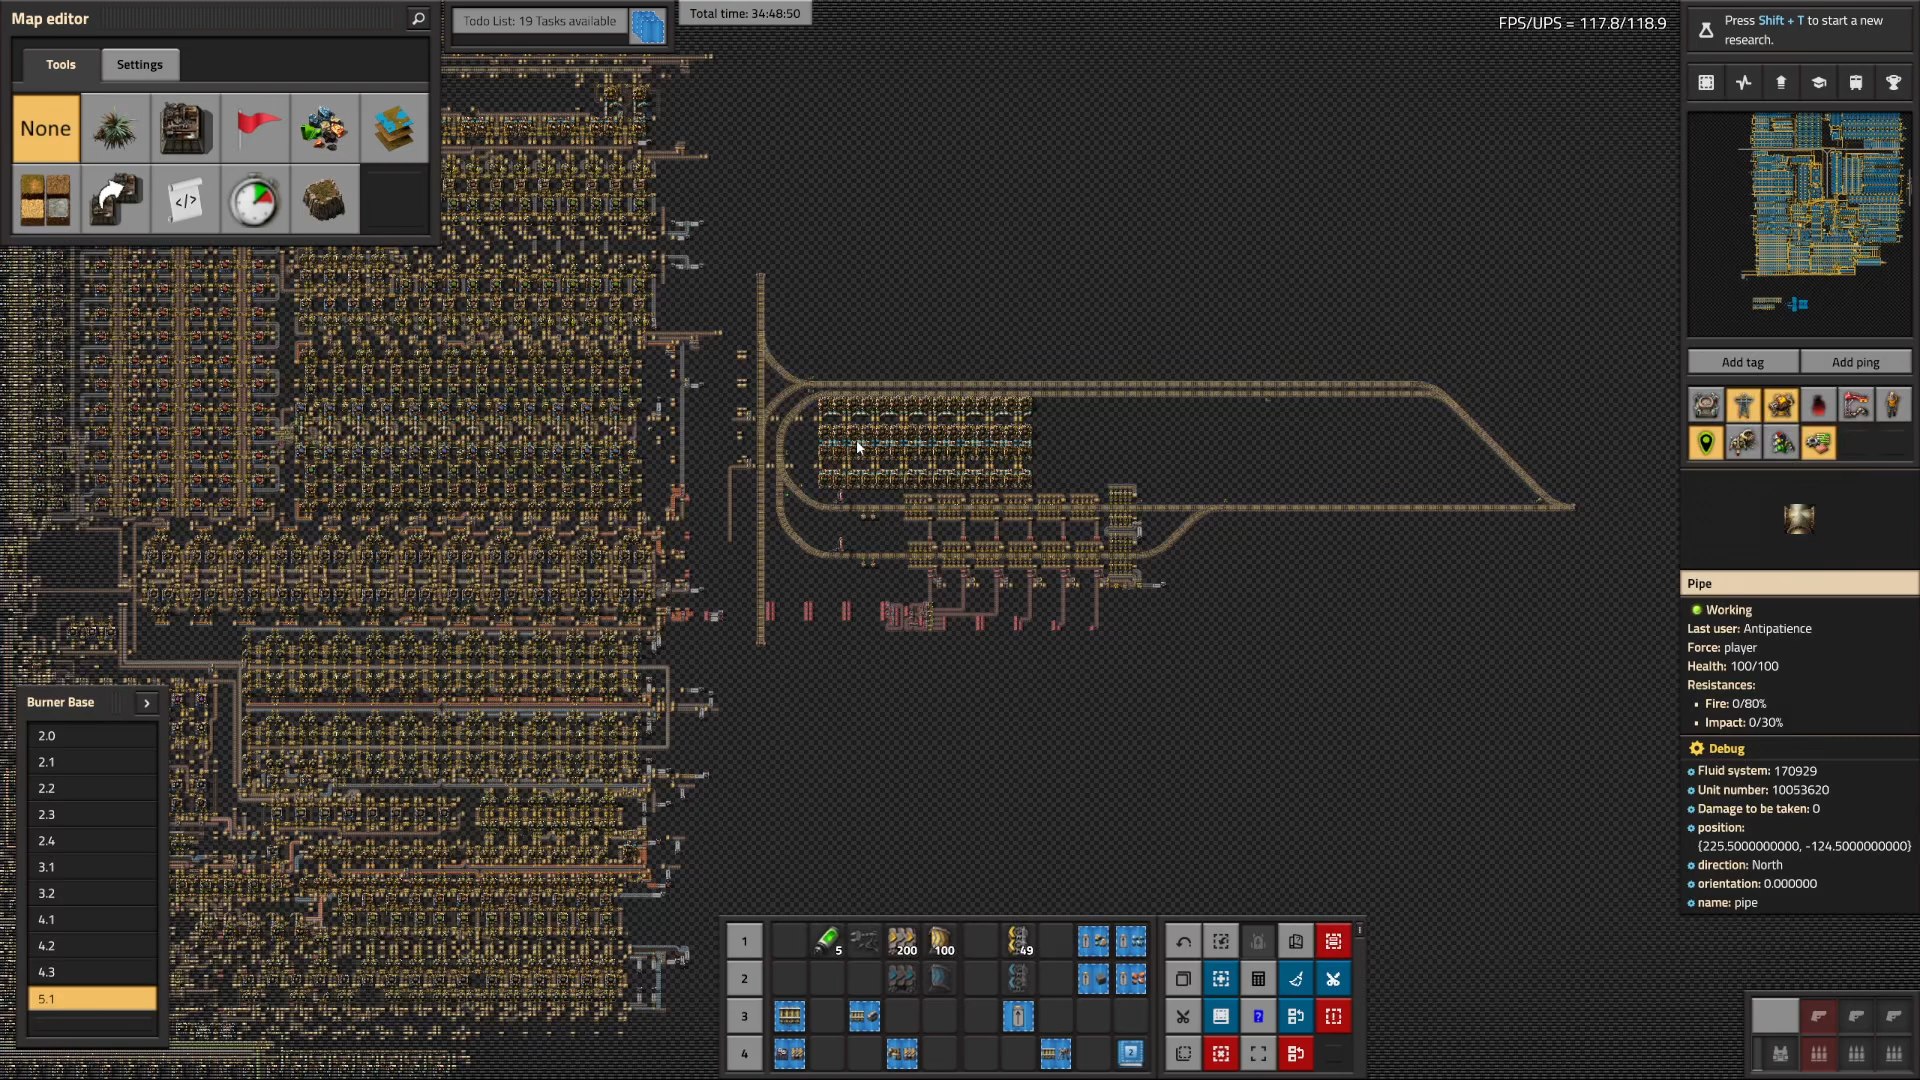 Map editor
Todo List: 19 Tasks available
Total time: 34:48:50
FPS/UPS = 117.8/118.9
Press Shift + T to start a new
research.
Tools
Settings
None
</>
Add tag
Add ping
Pipe
Working
Last user: Antipatience
Force: player
Health: 100/100
Resistances:
Fire: 0/80%
Impact: 0/30%
Debug
Fluid system: 170929
Unit number: 10053620
Damage to be taken: 0
position:
{225.5000000000, -124.5000000000}
direction: North
orientation: 0.000000
name: pipe
Burner Base
>
2.0
2.1
2.2
2.3
2.4
3.1
3.2
4.1
4.2
4.3
5.1
1
5
200
100
49
2
3
?
4
2